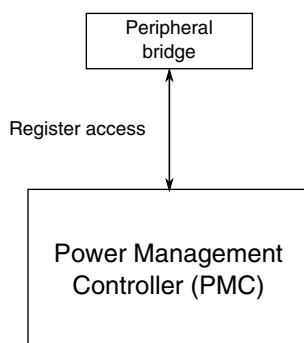 Peripheral
bridge
Register access
Power Management
Controller (PMC)